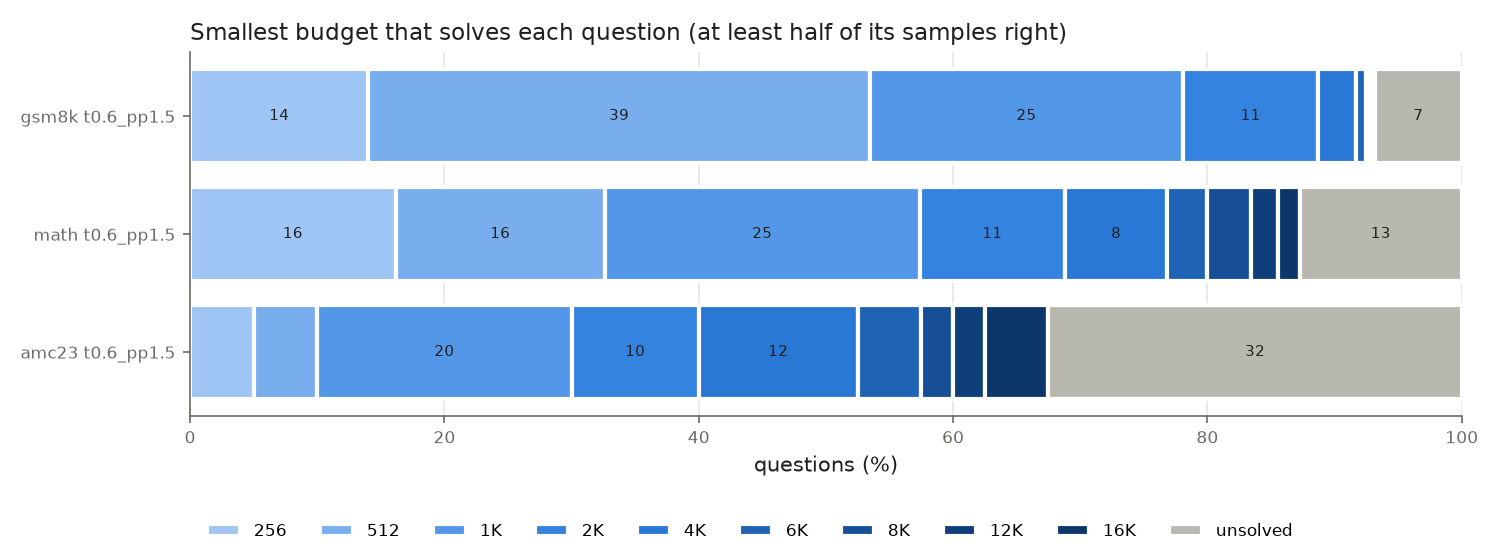 Smallest budget that solves each question (at least half of its samples right)
gsm8k t0.6_pp1.5
14 39 25 11 7
math t0.6_pp1.5
16 16 25 11 8 13
amc23 t0.6_pp1.5
20 10 12 32
0 20 40 60 80 100
questions (%)
256 512 1K 2K 4K 6K 8K 12K 16K unsolved